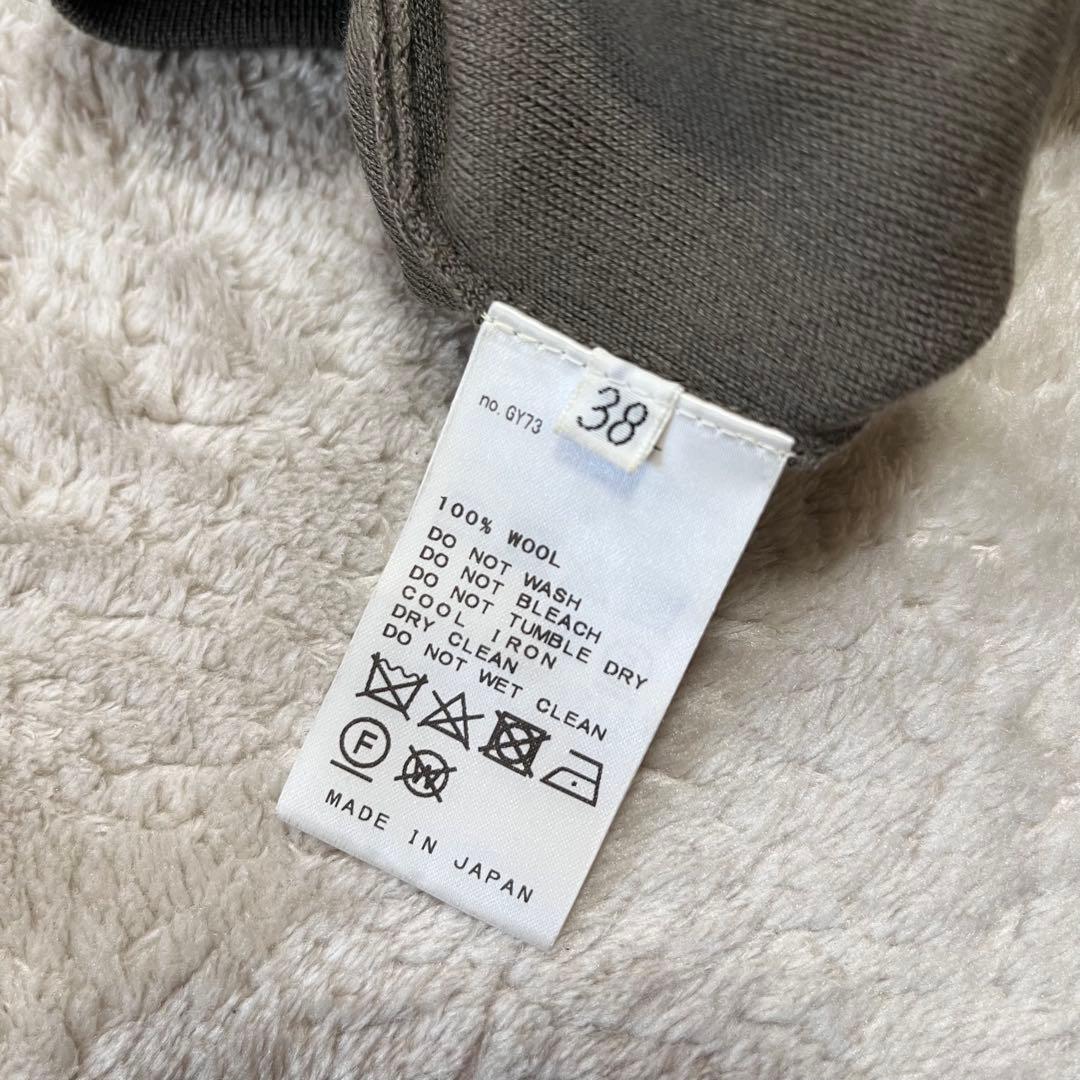 no. GY73
38
100% WOOL
DO NOT WASH
DO NOT BLEACH
DO NOT TUMBLE DRY
COOL IRON
DRY CLEAN
DO NOT WET CLEAN
F
W
MADE IN JAPAN